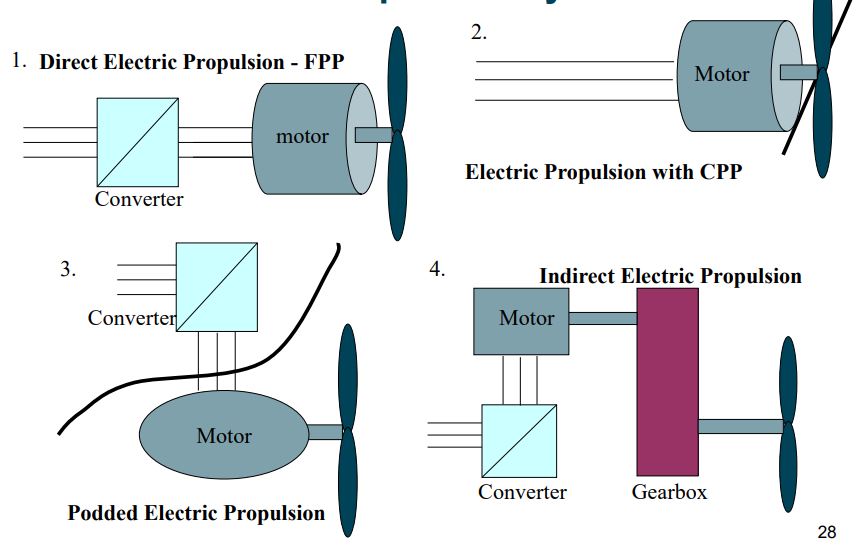 1. Direct Electric Propulsion - FPP
motor
Converter
2.
Motor
Electric Propulsion with CPP
3.
Converter
Motor
Podded Electric Propulsion
4.
Indirect Electric Propulsion
Motor
Converter
Gearbox
28